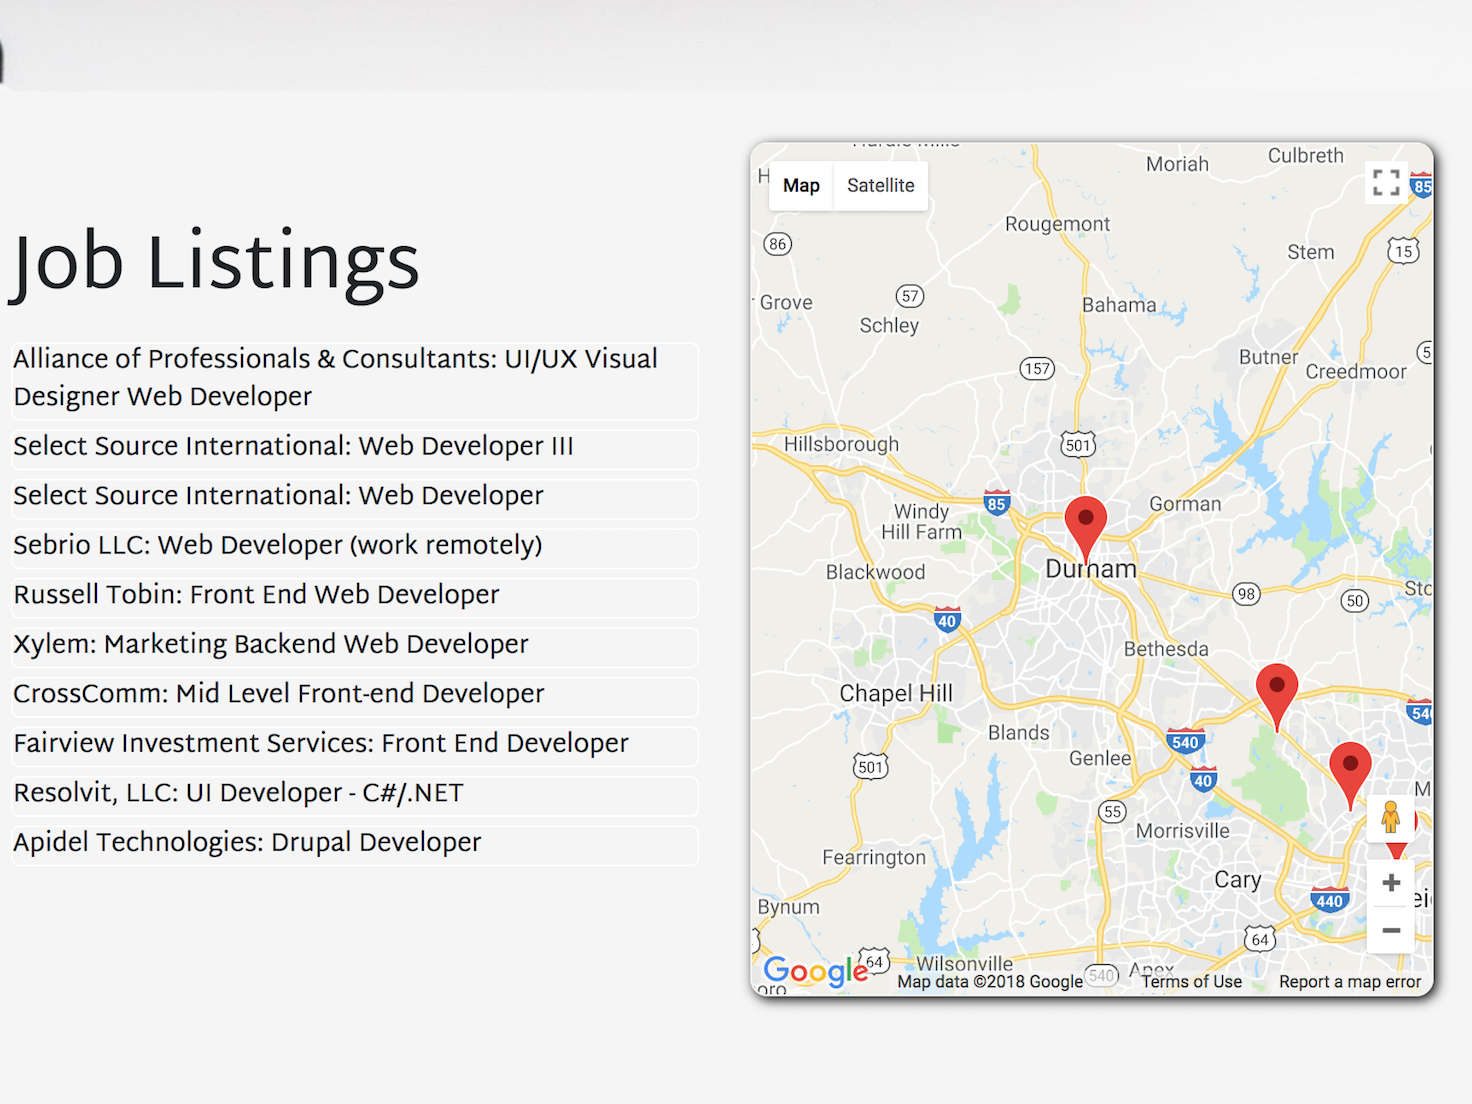 Job Listings
Alliance of Professionals & Consultants: UI/UX Visual
Designer Web Developer
Select Source International: Web Developer III
Select Source International: Web Developer
Sebrio LLC: Web Developer (work remotely)
Russell Tobin: Front End Web Developer
Xylem: Marketing Backend Web Developer
CrossComm: Mid Level Front-end Developer
Fairview Investment Services: Front End Developer
Resolvit, LLC: UI Developer - C#/.NET
Apidel Technologies: Drupal Developer
Map Satellite
Moriah
Culbreth
85
Rougemont
86
Stem
15
57
Grove
Bahama
Schley
Butner
157
Creedmoor
Hillsborough
501
85
Windy
Hill Farm
Gorman
Blackwood
Durham
98
50
40
Bethesda
Chapel Hill
540
Blands
540
501
Genlee
40
55
Morrisville
Fearrington
Cary
440
Bynum
64
64
Wilsonville
Apex
Google
540
Map data ©2018 Google
Terms of Use
Report a map error